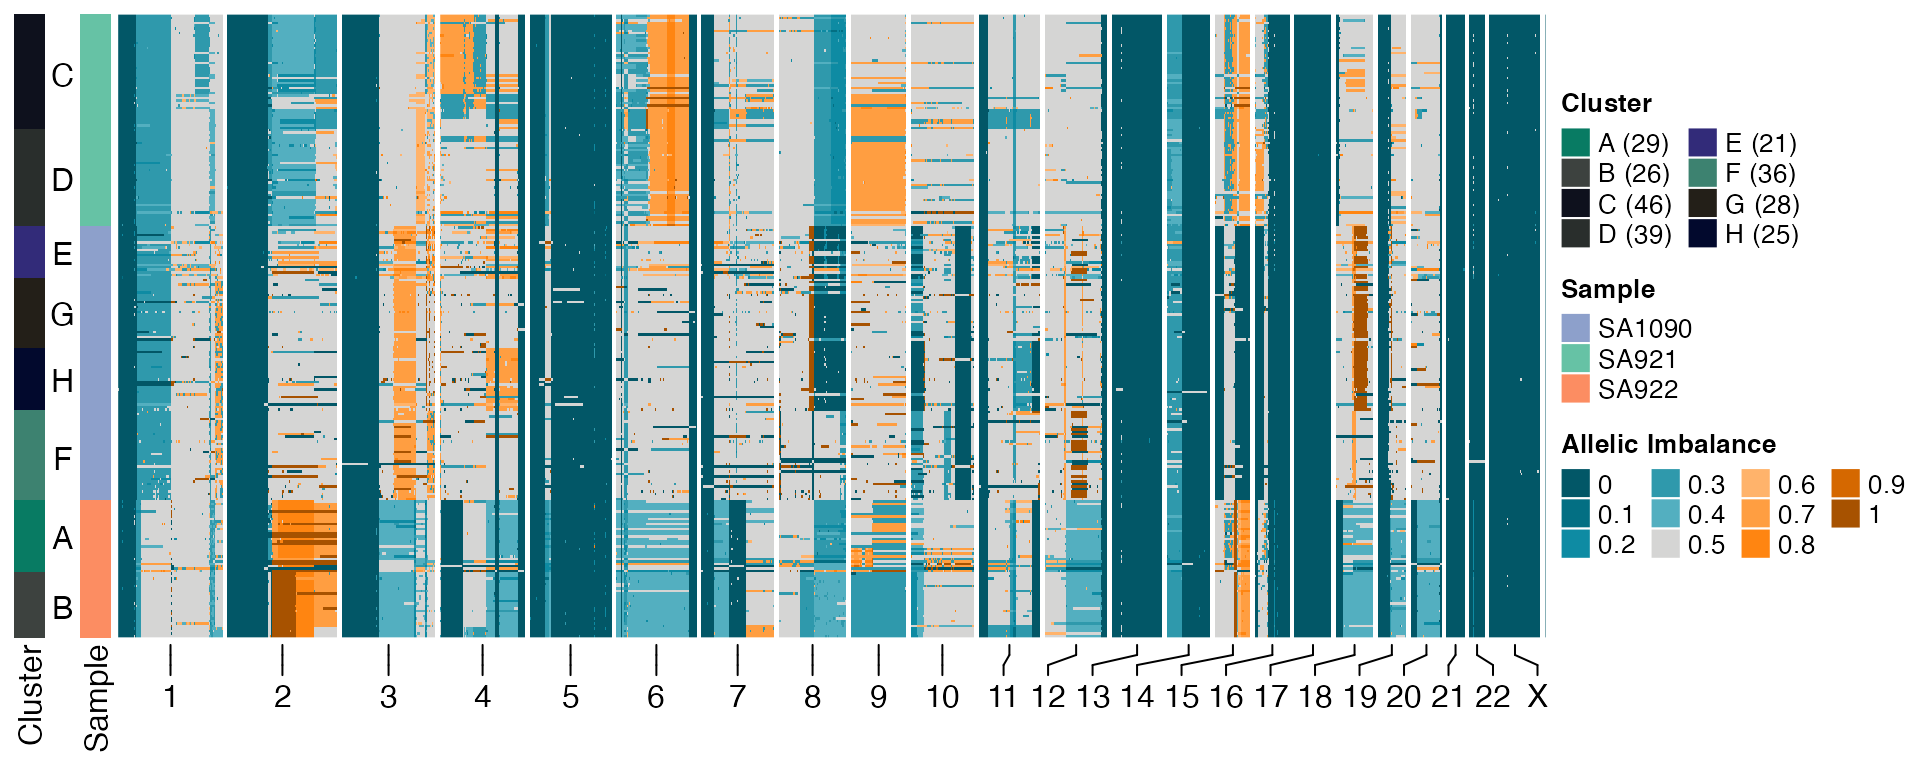 C
D
E
G
H
F
A
B
Cluster
Sample
1 2 3 4 5 6 7 8 9 10 11 12 13 14 15 16 17 18 19 20 21 22 X
Cluster
A (29) E (21)
B (26) F (36)
C (46) G (28)
D (39) H (25)
Sample
SA1090
SA921
SA922
Allelic Imbalance
0 0.3 0.6 0.9
0.1 0.4 0.7 1
0.2 0.5 0.8